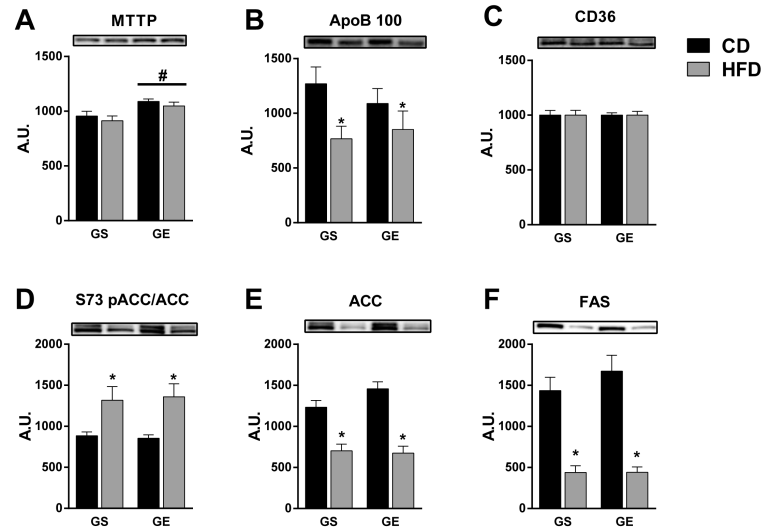 A
MTTP
#
A.U.
1500
1000
500
0
GS
GE
B
ApoB 100
*
*
A.U.
1500
1000
500
0
GS
GE
C
CD36
A.U.
1500
1000
500
0
GS
GE
CD
HFD
D
S73 pACC/ACC
*
*
A.U.
2000
1500
1000
500
0
GS
GE
E
ACC
*
*
A.U.
2000
1500
1000
500
0
GS
GE
F
FAS
*
*
A.U.
2000
1500
1000
500
0
GS
GE